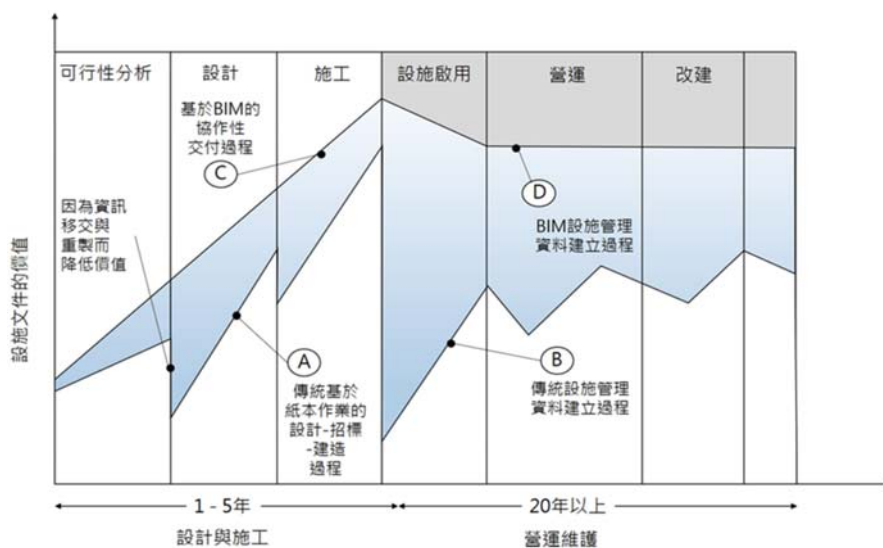 可行性分析
設計
施工
設施啟用
營運
改建
基於BIM的
協作性
交付過程
C
D
因為資訊
移交與
重製而
降低價值
BIM設施管理
資料建立過程
設施文件的價值
A
B
傳統基於
紙本作業的
設計-招標
-建造
過程
傳統設施管理
資料建立過程
1 - 5年
20年以上
設計與施工
營運維護